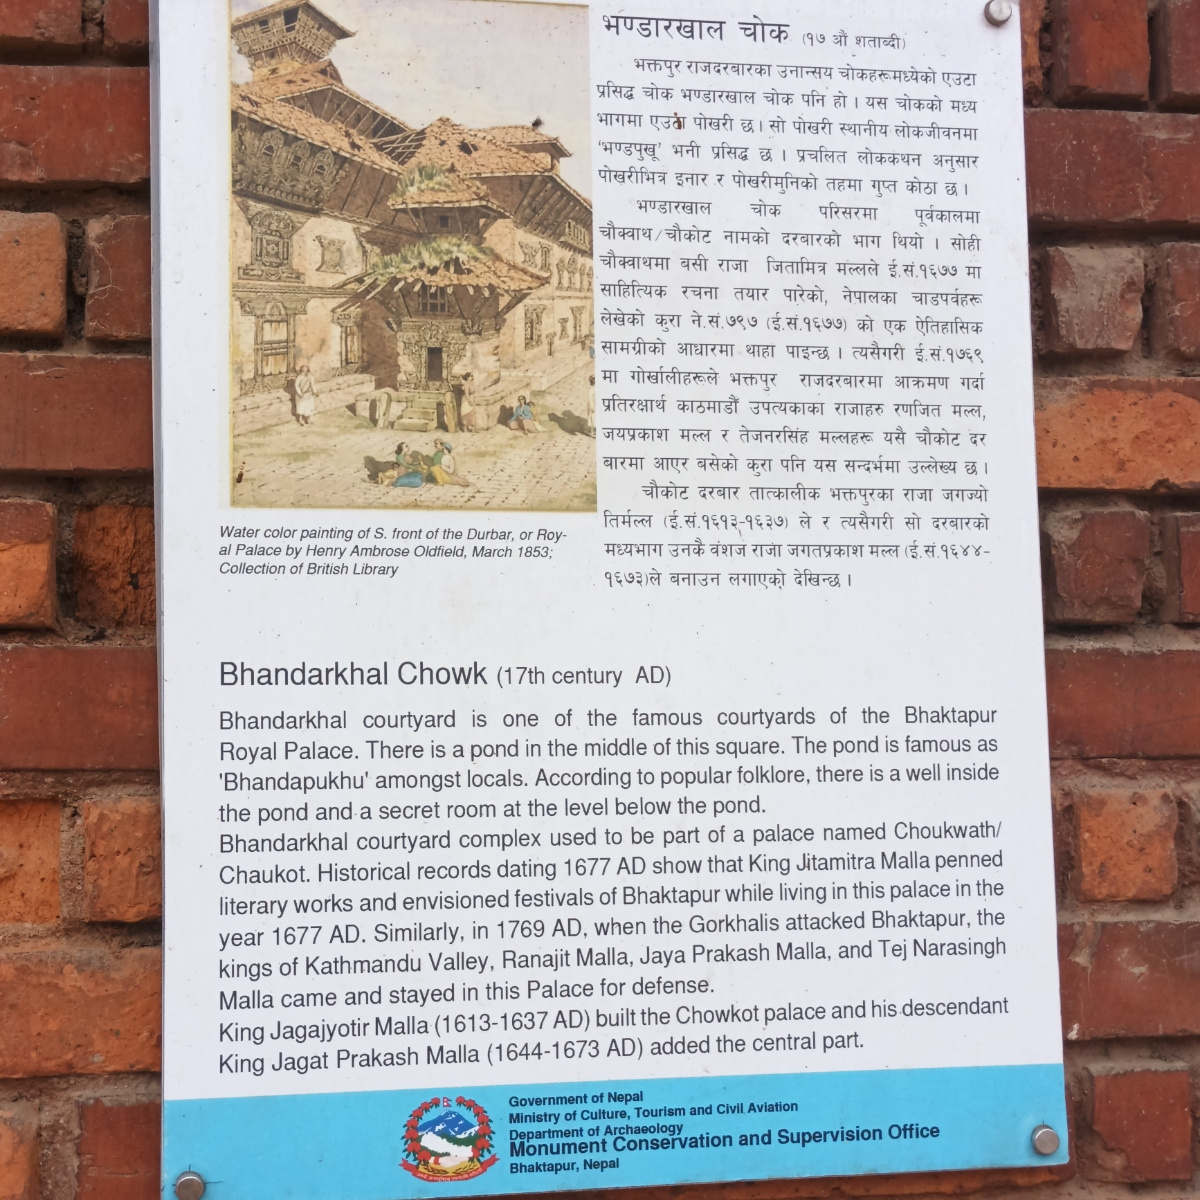 भण्डारखाल चोक (१७ औं शताब्दी)
भक्तपुर राजदरबारका उनान्सय चोकहरूमध्येको एउटा
प्रसिद्ध चोक भण्डारखाल चोक पनि हो । यस चोकको मध्य
भागमा एउटा पोखरी छ । सो पोखरी स्थानीय लोकजीवनमा
'भण्डपुखू' भनी प्रसिद्ध छ । प्रचलित लोककथन अनुसार
पोखरीभित्र इनार र पोखरीमुनिको तहमा गुप्त कोठा छ ।
भण्डारखाल चोक परिसरमा पूर्वकालमा
चौक्वाथ/चौकोट नामको दरबारको भाग थियो । सोही
चौक्वाथमा बसी राजा जितामित्र मल्लले ई.सं.१६७७ मा
साहित्यिक रचना तयार पारेको, नेपालका चाडपर्वहरू
लेखेको कुरा ने.सं.७९७ (ई.सं.१६७७) को एक ऐतिहासिक
सामग्रीको आधारमा थाहा पाइन्छ । त्यसैगरी ई.सं.१७६९
मा गोर्खालीहरूले भक्तपुर राजदरबारमा आक्रमण गर्दा
प्रतिरक्षार्थ काठमाडौं उपत्यकाका राजाहरु रणजित मल्ल,
जयप्रकाश मल्ल र तेजनरसिंह मल्लहरू यसै चौकोट दर
बारमा आएर बसेको कुरा पनि यस सन्दर्भमा उल्लेख्य छ ।
चौकोट दरबार तात्कालीक भक्तपुरका राजा जगज्यो
तिर्मल्ल (ई.सं.१६१३-१६३७) ले र त्यसैगरी सो दरबारको
मध्यभाग उनकै वंशज राजा जगतप्रकाश मल्ल (ई.सं.१६४४-
१६७३)ले बनाउन लगाएको देखिन्छ ।
Water color painting of S. front of the Durbar, or Roy-
al Palace by Henry Ambrose Oldfield, March 1853;
Collection of British Library
Bhandarkhal Chowk (17th century AD)
Bhandarkhal courtyard is one of the famous courtyards of the Bhaktapur
Royal Palace. There is a pond in the middle of this square. The pond is famous as
'Bhandapukhu' amongst locals. According to popular folklore, there is a well inside
the pond and a secret room at the level below the pond.
Bhandarkhal courtyard complex used to be part of a palace named Choukwath/
Chaukot. Historical records dating 1677 AD show that King Jitamitra Malla penned
literary works and envisioned festivals of Bhaktapur while living in this palace in the
year 1677 AD. Similarly, in 1769 AD, when the Gorkhalis attacked Bhaktapur, the
kings of Kathmandu Valley, Ranajit Malla, Jaya Prakash Malla, and Tej Narasingh
Malla came and stayed in this Palace for defense.
King Jagajyotir Malla (1613-1637 AD) built the Chowkot palace and his descendant
King Jagat Prakash Malla (1644-1673 AD) added the central part.
Government of Nepal
Ministry of Culture, Tourism and Civil Aviation
Department of Archaeology
Monument Conservation and Supervision Office
Bhaktapur, Nepal